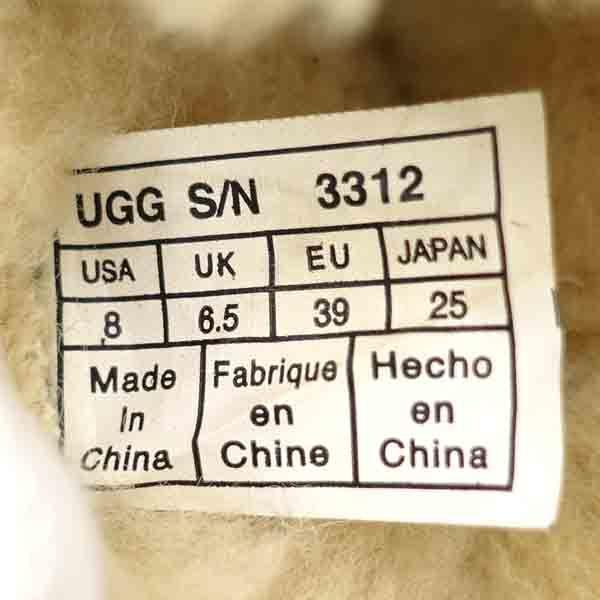 UGG S/N 3312
USA UK EU JAPAN
8 6.5 39 25
Made Fabrique Hecho
In en en
China Chine China